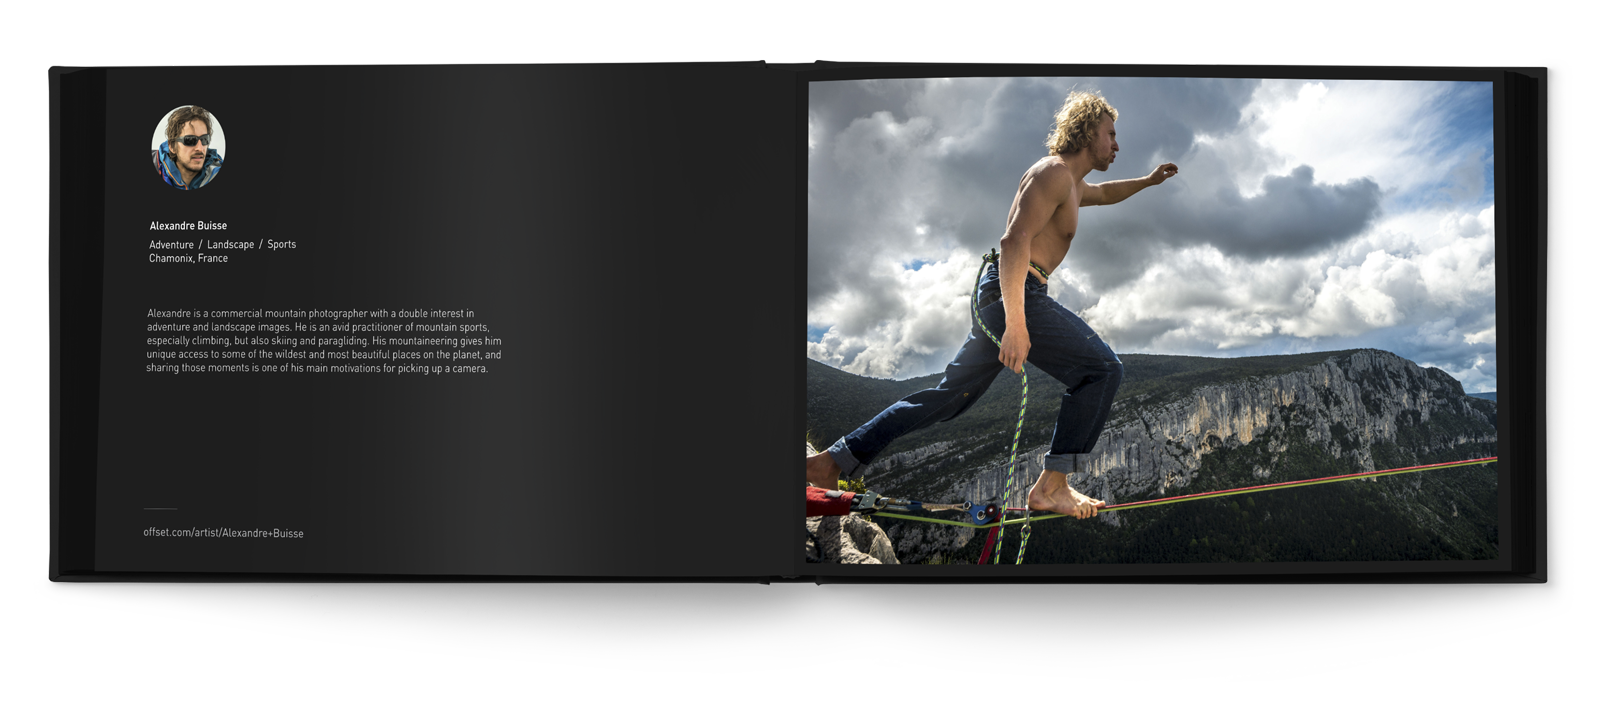 Alexandre Buisse
Adventure / Landscape / Sports
Chamonix, France
Alexandre is a commercial mountain photographer with a double interest in
adventure and landscape images. He is an avid practitioner of mountain sports,
especially climbing, but also skiing and paragliding. His mountaineering gives him
unique access to some of the wildest and most beautiful places on the planet, and
sharing those moments is one of his main motivations for picking up a camera.
offset.com/artist/Alexandre+Buisse